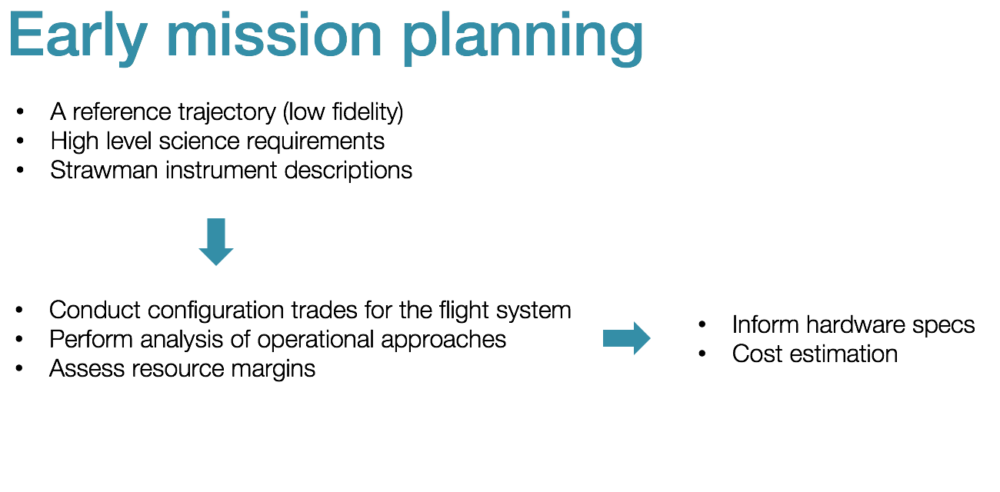 Early mission planning
• A reference trajectory (low fidelity)
• High level science requirements
• Strawman instrument descriptions
• Conduct configuration trades for the flight system
• Perform analysis of operational approaches
• Assess resource margins
• Inform hardware specs
• Cost estimation